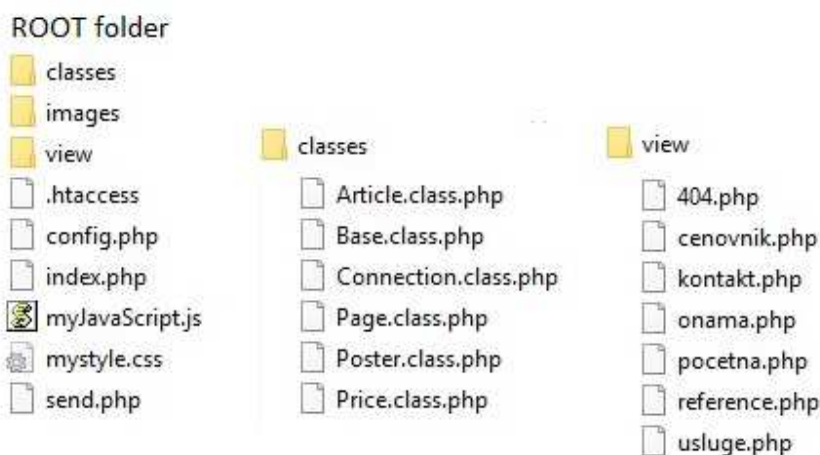 ROOT folder
classes
images
view
.htaccess
config.php
index.php
myJavaScript.js
mystyle.css
send.php
classes
Article.class.php
Base.class.php
Connection.class.php
Page.class.php
Poster.class.php
Price.class.php
view
404.php
cenovnik.php
kontakt.php
onama.php
pocetna.php
reference.php
usluge.php